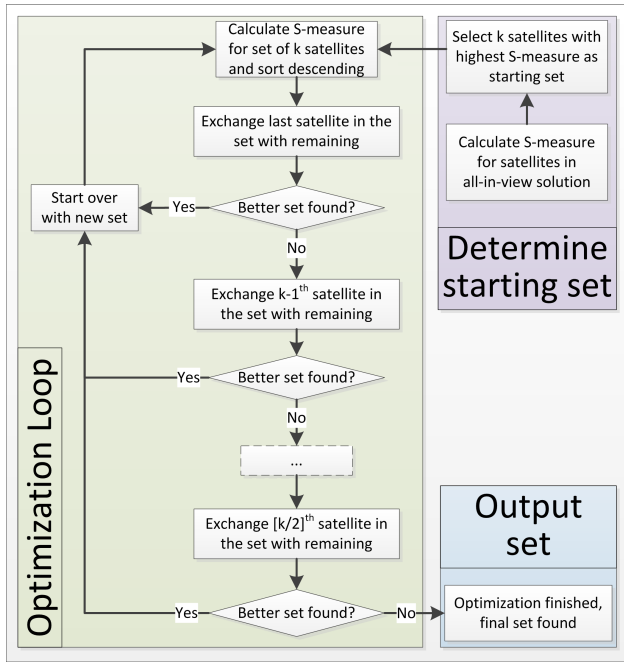 Calculate S-measure
for set of k satellites
and sort descending
Select k satellites with
highest S-measure as
starting set
Exchange last satellite in the
set with remaining
Calculate S-measure
for satellites in
all-in-view solution
Start over
with new set
Yes
Better set found?
No
Determine
starting set
Exchange k-1th satellite in
the set with remaining
Yes
Better set found?
No
...
Exchange [k/2]th satellite in
the set with remaining
Yes
Better set found?
No
Optimization Loop
Output
set
Optimization finished,
final set found